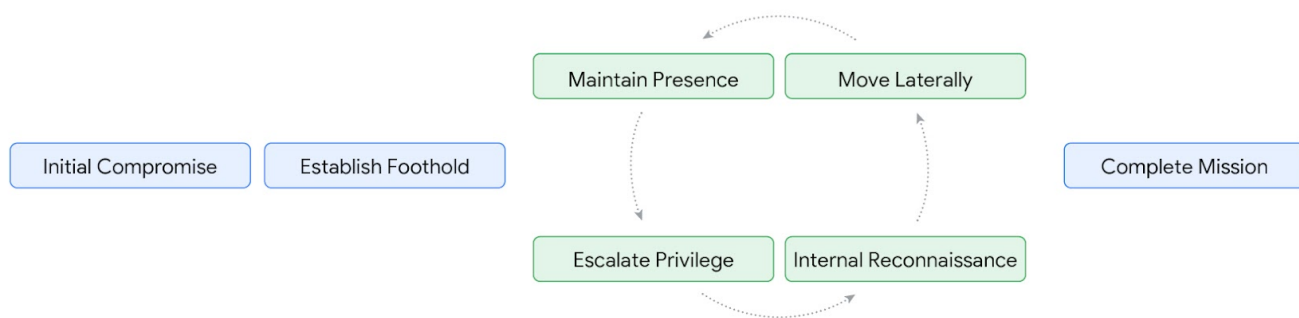 Maintain Presence
Move Laterally
Initial Compromise
Establish Foothold
Complete Mission
Escalate Privilege
Internal Reconnaissance